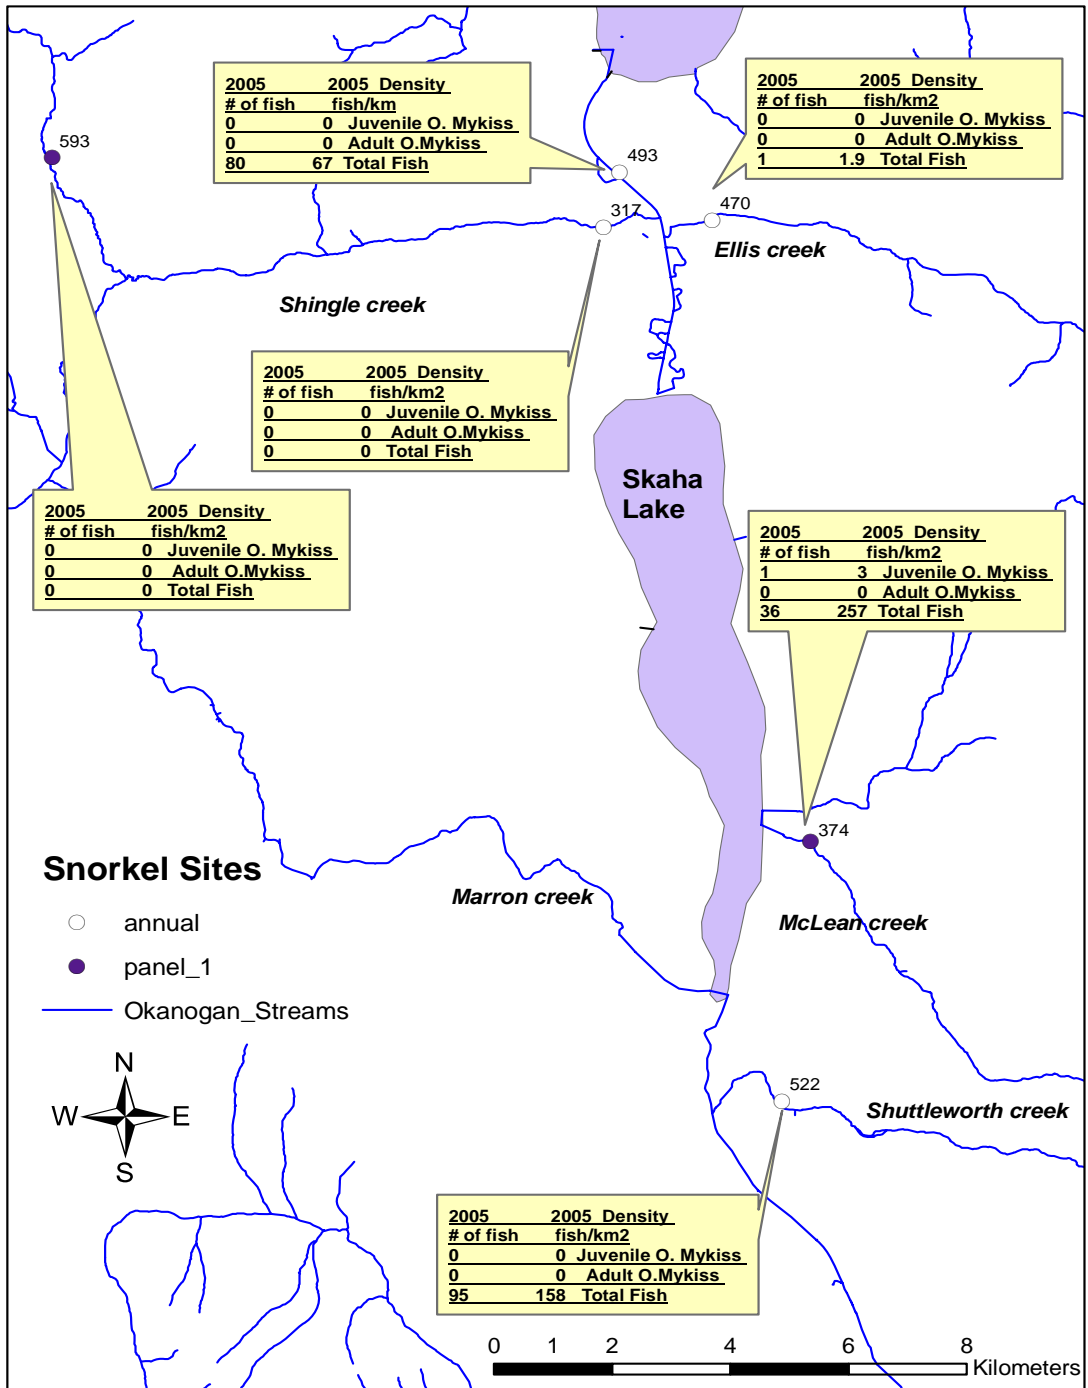 2005 2005 Density
# of fish fish/km
0 0 Juvenile O. Mykiss
0 0 Adult O.Mykiss
80 67 Total Fish
2005 2005 Density
# of fish fish/km2
0 0 Juvenile O. Mykiss
0 0 Adult O.Mykiss
1 1.9 Total Fish
593
493
317
470
Ellis creek
Shingle creek
2005 2005 Density
# of fish fish/km2
0 0 Juvenile O. Mykiss
0 0 Adult O.Mykiss
0 0 Total Fish
Skaha
Lake
2005 2005 Density
# of fish fish/km2
0 0 Juvenile O. Mykiss
0 0 Adult O.Mykiss
0 0 Total Fish
2005 2005 Density
# of fish fish/km2
1 3 Juvenile O. Mykiss
0 0 Adult O.Mykiss
36 257 Total Fish
374
Snorkel Sites
annual
panel_1
Okanogan_Streams
Marron creek
McLean creek
N
W E
S
522
Shuttleworth creek
2005 2005 Density
# of fish fish/km2
0 0 Juvenile O. Mykiss
0 0 Adult O.Mykiss
95 158 Total Fish
0 1 2 4 6 8
Kilometers